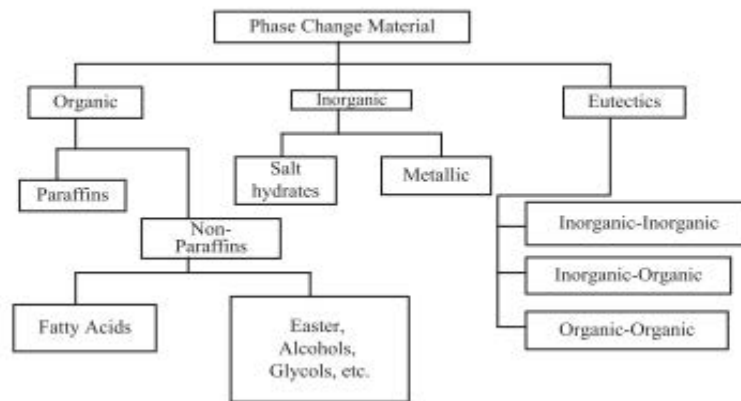 Phase Change Material
Organic
Inorganic
Eutectics
Paraffins
Salt
hydrates
Metallic
Non-
Paraffins
Inorganic-Inorganic
Inorganic-Organic
Organic-Organic
Fatty Acids
Easter,
Alcohols,
Glycols, etc.